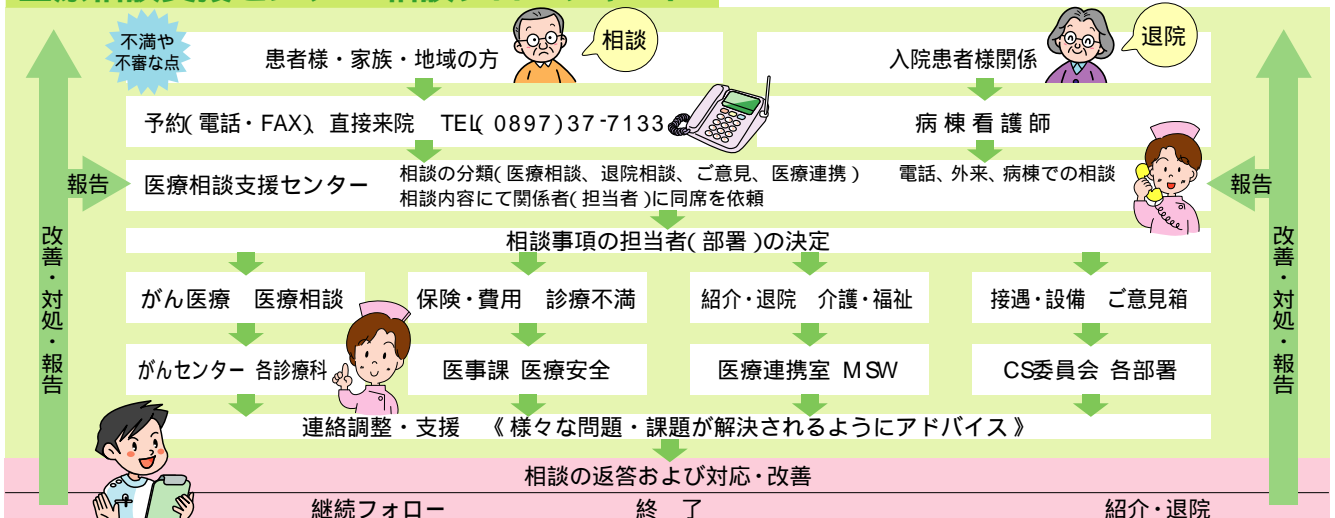 不満や
不審な点
患者様・家族・地域の方
相談
入院患者様関係
退院
予約(電話・FAX)、直接来院 TEL(0897)37-7133
病棟看護師
報告
医療相談支援センター
相談の分類(医療相談、退院相談、ご意見、医療連携)
相談内容にて関係者(担当者)に同席を依頼
電話、外来、病棟での相談
報告
相談事項の担当者(部署)の決定
改善・対処・報告
がん医療 医療相談
保険・費用 診療不満
紹介・退院 介護・福祉
接遇・設備 ご意見箱
改善・対処・報告
がんセンター 各診療科
医事課 医療安全
医療連携室 MSW
CS委員会 各部署
連絡調整・支援 《様々な問題・課題が解決されるようにアドバイス》
相談の返答および対応・改善
継続フォロー
終 了
紹介・退院